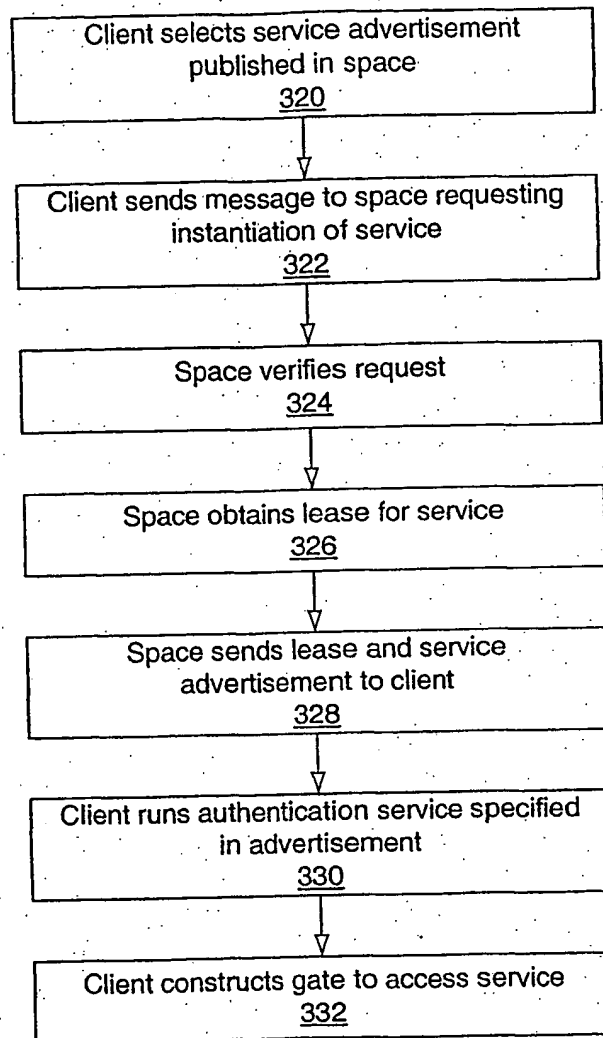 Client selects service advertisement
published in space
320
Client sends message to space requesting
instantiation of service
322
Space verifies request
324
Space obtains lease for service
326
Space sends lease and service
advertisement to client
328
Client runs authentication service specified
in advertisement
330
Client constructs gate to access service
332